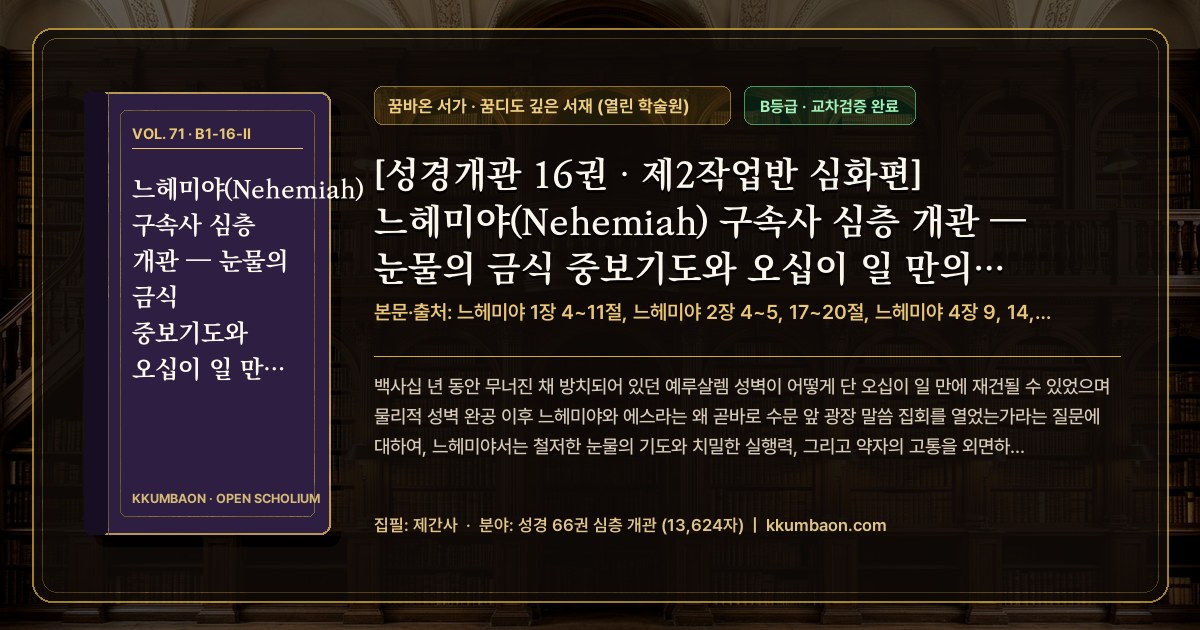 VOL. 71 · B1-16-II
느헤미야(Nehemiah)
구속사 심층
개관 — 눈물의
금식
중보기도와
오십이 일 만…
KKUMBAON · OPEN SCHOLIUM
꿈바온 서가 · 꿈디도 깊은 서재 (열린 학술원)
B등급 · 교차검증 완료
[성경개관 16권 · 제2작업반 심화편]
느헤미야(Nehemiah) 구속사 심층 개관 —
눈물의 금식 중보기도와 오십이 일 만의…
본문·출처: 느헤미야 1장 4~11절, 느헤미야 2장 4~5, 17~20절, 느헤미야 4장 9, 14,...
백사십 년 동안 무너진 채 방치되어 있던 예루살렘 성벽이 어떻게 단 오십이 일 만에 재건될 수 있었으며
물리적 성벽 완공 이후 느헤미야와 에스라는 왜 곧바로 수문 앞 광장 말씀 집회를 열었는가라는 질문에
대하여, 느헤미야서는 철저한 눈물의 기도와 치밀한 실행력, 그리고 약자의 고통을 외면하...
집필: 제간사 · 분야: 성경 66권 심층 개관 (13,624자) | kkumbaon.com